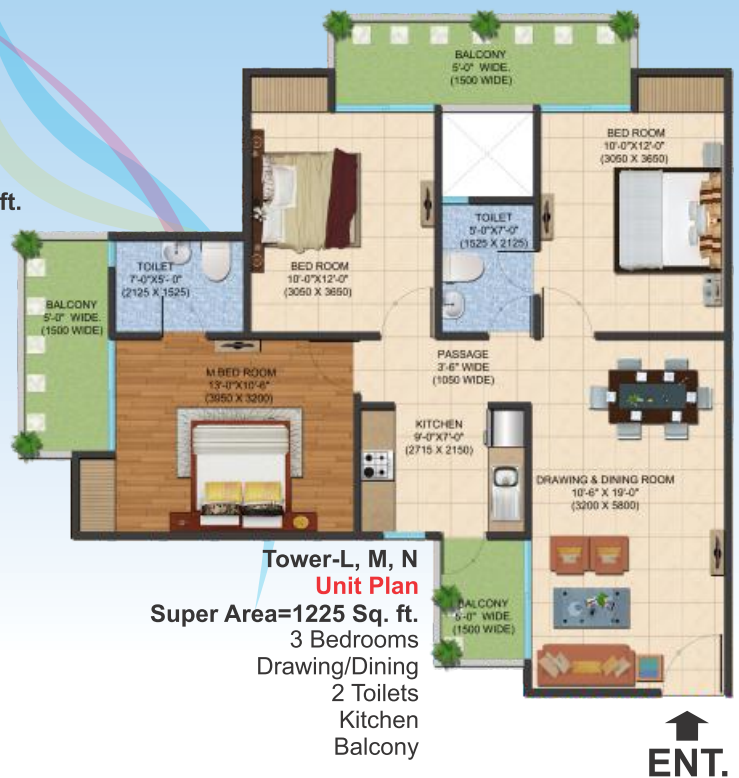 BALCONY
5'-0" WIDE.
(1500 WIDE)
BED ROOM
10'-0"X12'-0"
(3050 X 3650)
ft.
TOILET
5'-0"X7'-0"
(1525 X 2125)
TOILET
7'-0"X5'-0"
(2125 X 1525)
BED ROOM
10'-0"X12'-0"
(3050 X 3650)
BALCONY
5'-0" WIDE.
(1500 WIDE)
PASSAGE
3'-6" WIDE
(1050 WIDE)
M.BED ROOM
13'-0"X10'-6"
(3950 X 3200)
KITCHEN
9'-0"X7'-0"
(2715 X 2150)
DRAWING & DINING ROOM
10'-6" X 19'-0"
(3200 X 5800)
BALCONY
5'-0" WIDE.
(1500 WIDE)
Tower-L, M, N
Unit Plan
Super Area=1225 Sq. ft.
3 Bedrooms
Drawing/Dining
2 Toilets
Kitchen
Balcony
ENT.